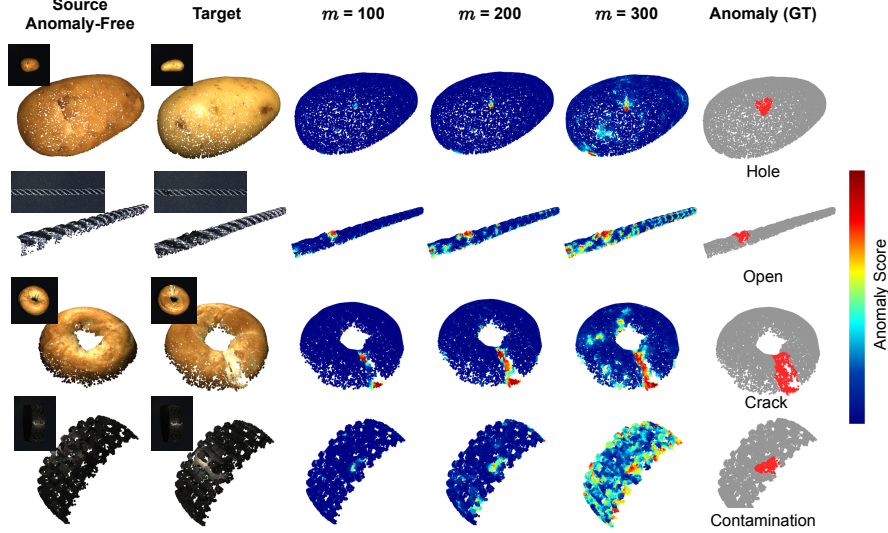 Source
Anomaly-Free
Target
m = 100
m = 200
m = 300
Anomaly (GT)
Hole
Open
Crack
Contamination
Anomaly Score